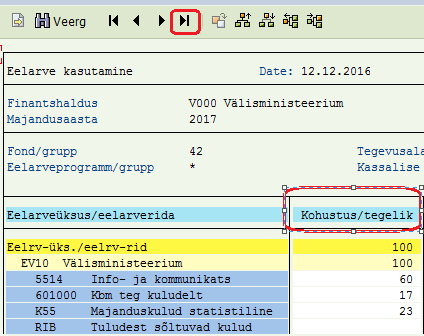 Veerg
Eelarve kasutamine Date: 12.12.2016
Finantshaldus V000 Välisministeerium
Majandusaasta 2017
Fond/grupp 42 Tegevusala
Eelarveprogramm/grupp * Kassalise
Eelarveüksus/eelarverida Kohustus/tegelik
Eelrv-üks./eelrv-rid 100
EV10 Välisministeerium 100
5514 Info- ja kommunikats 60
601000 Kbm teg kuludelt 17
K55 Majanduskulud statistiline 23
RIB Tuludest sõltuvad kulud